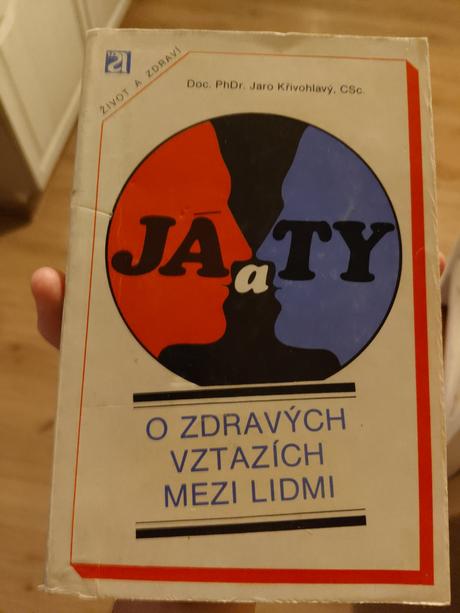 ŽIVOT A ZDRAVÍ
Doc. PhDr. Jaro Křivohlavý, CSc.
JÁ a TY
O ZDRAVÝCH
VZTAZÍCH
MEZI LIDMI